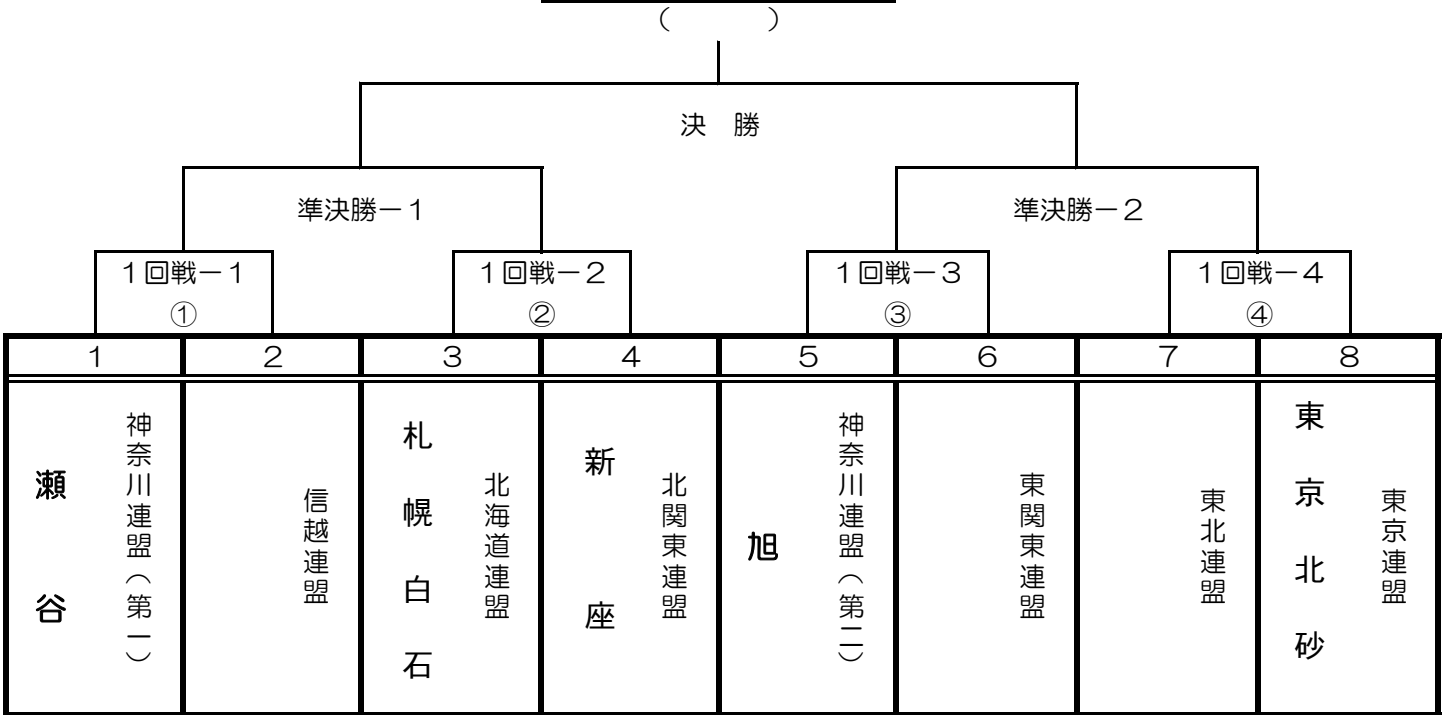 （　　　）
決　勝
準決勝－１
準決勝－２
１回戦－１
１回戦－２
１回戦－３
１回戦－４
①
②
③
④
１
２
３
４
５
６
７
８
神奈川連盟（第一）
瀬谷
信越連盟
北海道連盟
札幌白石
北関東連盟
新座
神奈川連盟（第二）
旭
東関東連盟
東北連盟
東京連盟
東京北砂